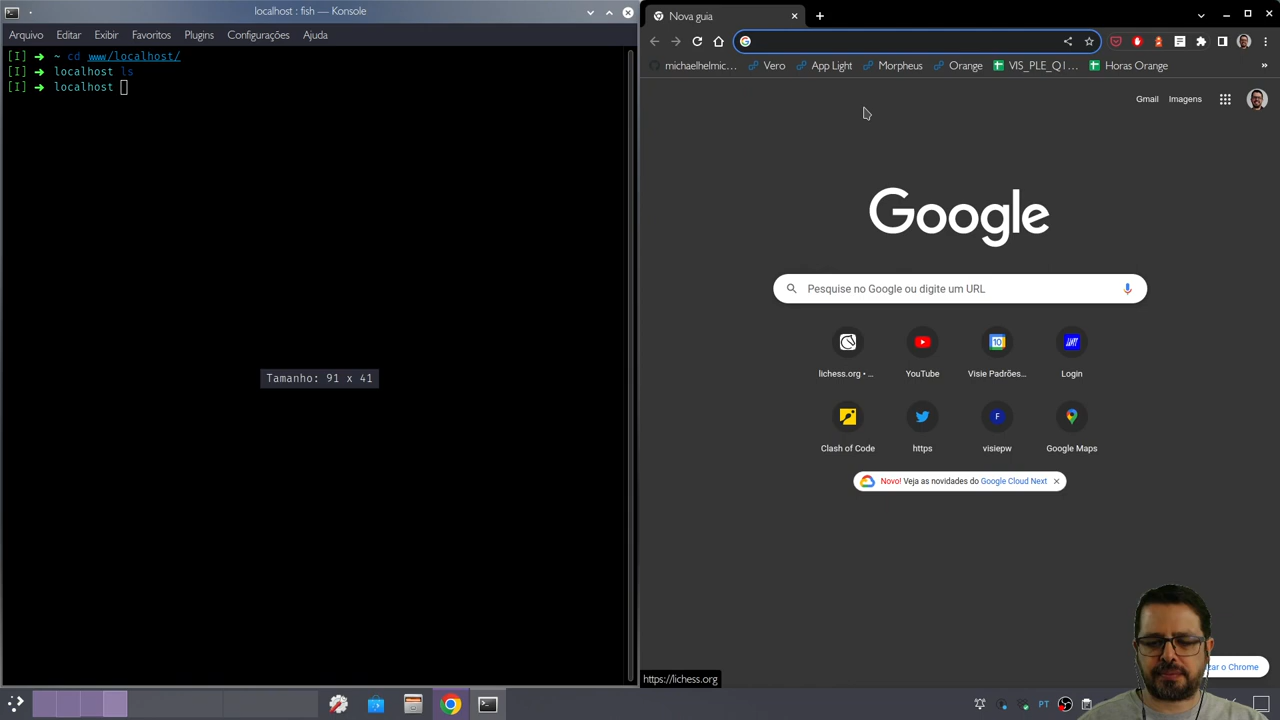 localhost : fish — Konsole
Arquivo Editar Exibir Favoritos Plugins Configurações Ajuda
[I] ➜ ~ cd www/localhost/
[I] ➜ localhost ls
[I] ➜ localhost
Tamanho: 91 x 41
Nova guia
michaelhelmic... Vero App Light Morpheus Orange VIS_PLE_Q1... Horas Orange »
Gmail Imagens
Google
Pesquise no Google ou digite um URL
lichess.org • ... YouTube Visie Padrões... Login
Clash of Code https visiepw Google Maps
Novo! Veja as novidades do Google Cloud Next
https://lichess.org
zar o Chrome
PT